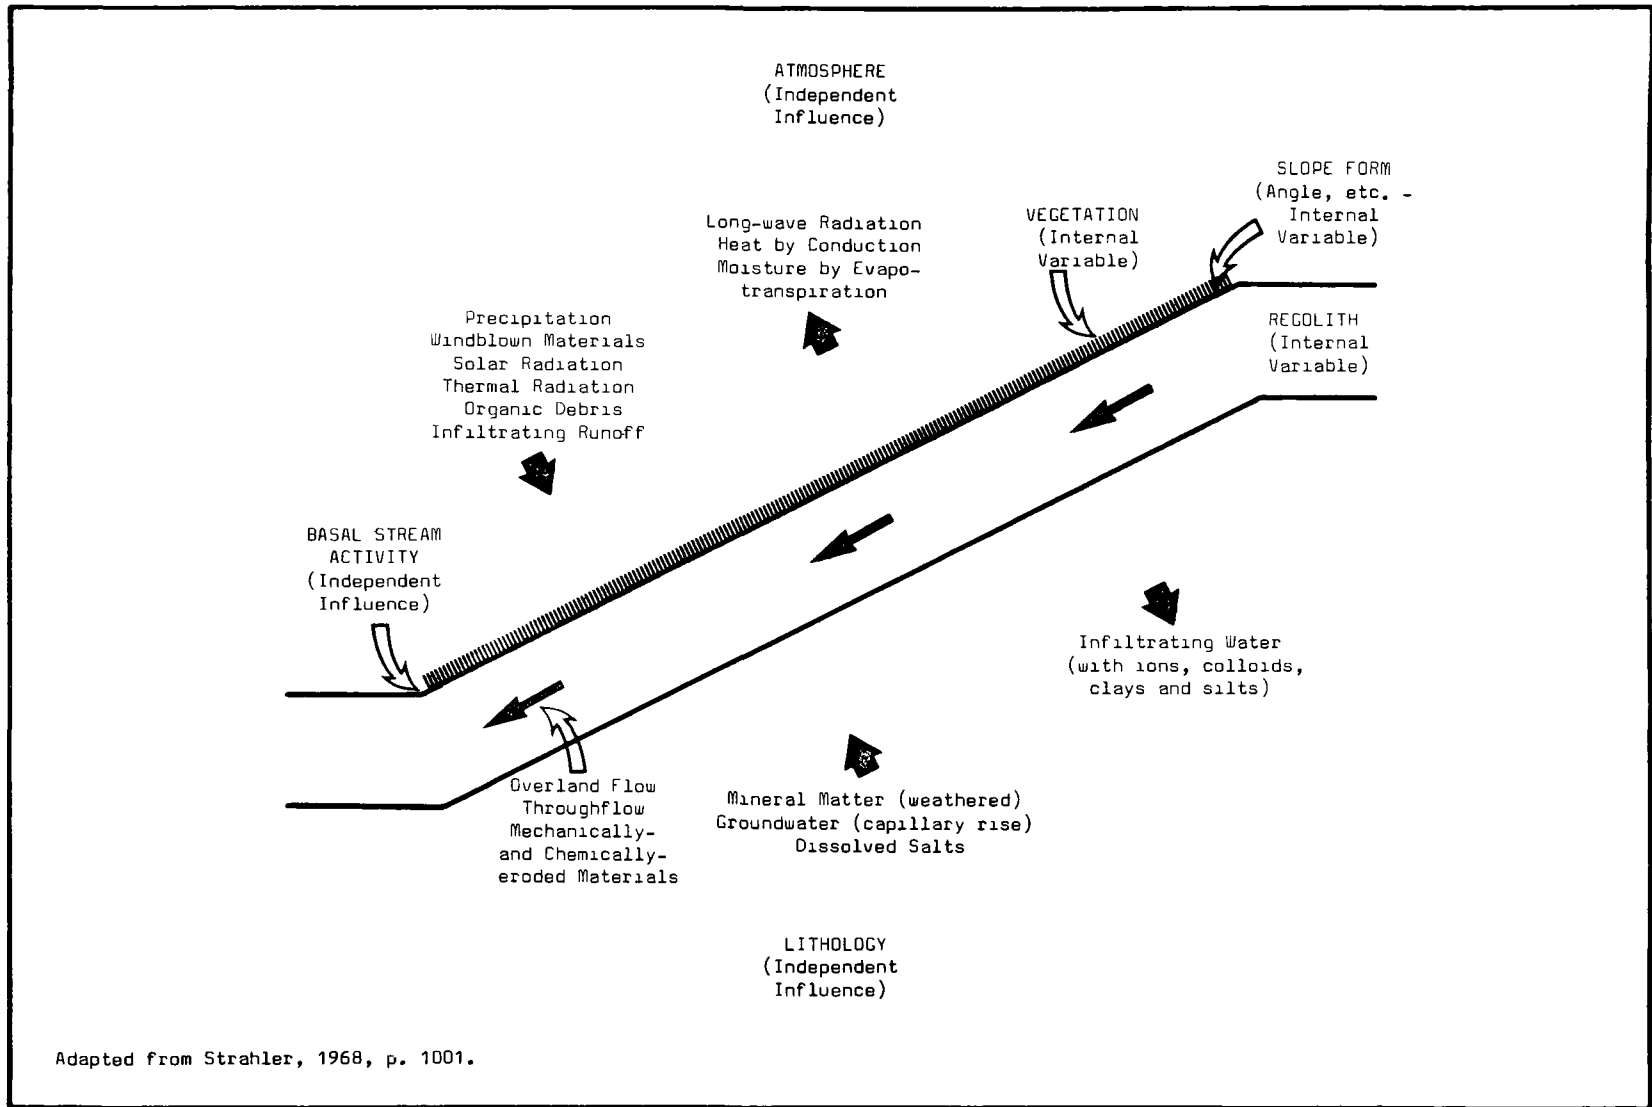 ATMOSPHERE
(Independent
Influence)
SLOPE FORM
(Angle, etc. -
Internal
Variable)
VEGETATION
(Internal
Variable)
Long-wave Radiation
Heat by Conduction
Moisture by Evapo-
transpiration
REGOLITH
(Internal
Variable)
Precipitation
Windblown Materials
Solar Radiation
Thermal Radiation
Organic Debris
Infiltrating Runoff
BASAL STREAM
ACTIVITY
(Independent
Influence)
Infiltrating Water
(with ions, colloids,
clays and silts)
Overland Flow
Throughflow
Mechanically-
and Chemically-
eroded Materials
Mineral Matter (weathered)
Groundwater (capillary rise)
Dissolved Salts
LITHOLOGY
(Independent
Influence)
Adapted from Strahler, 1968, p. 1001.